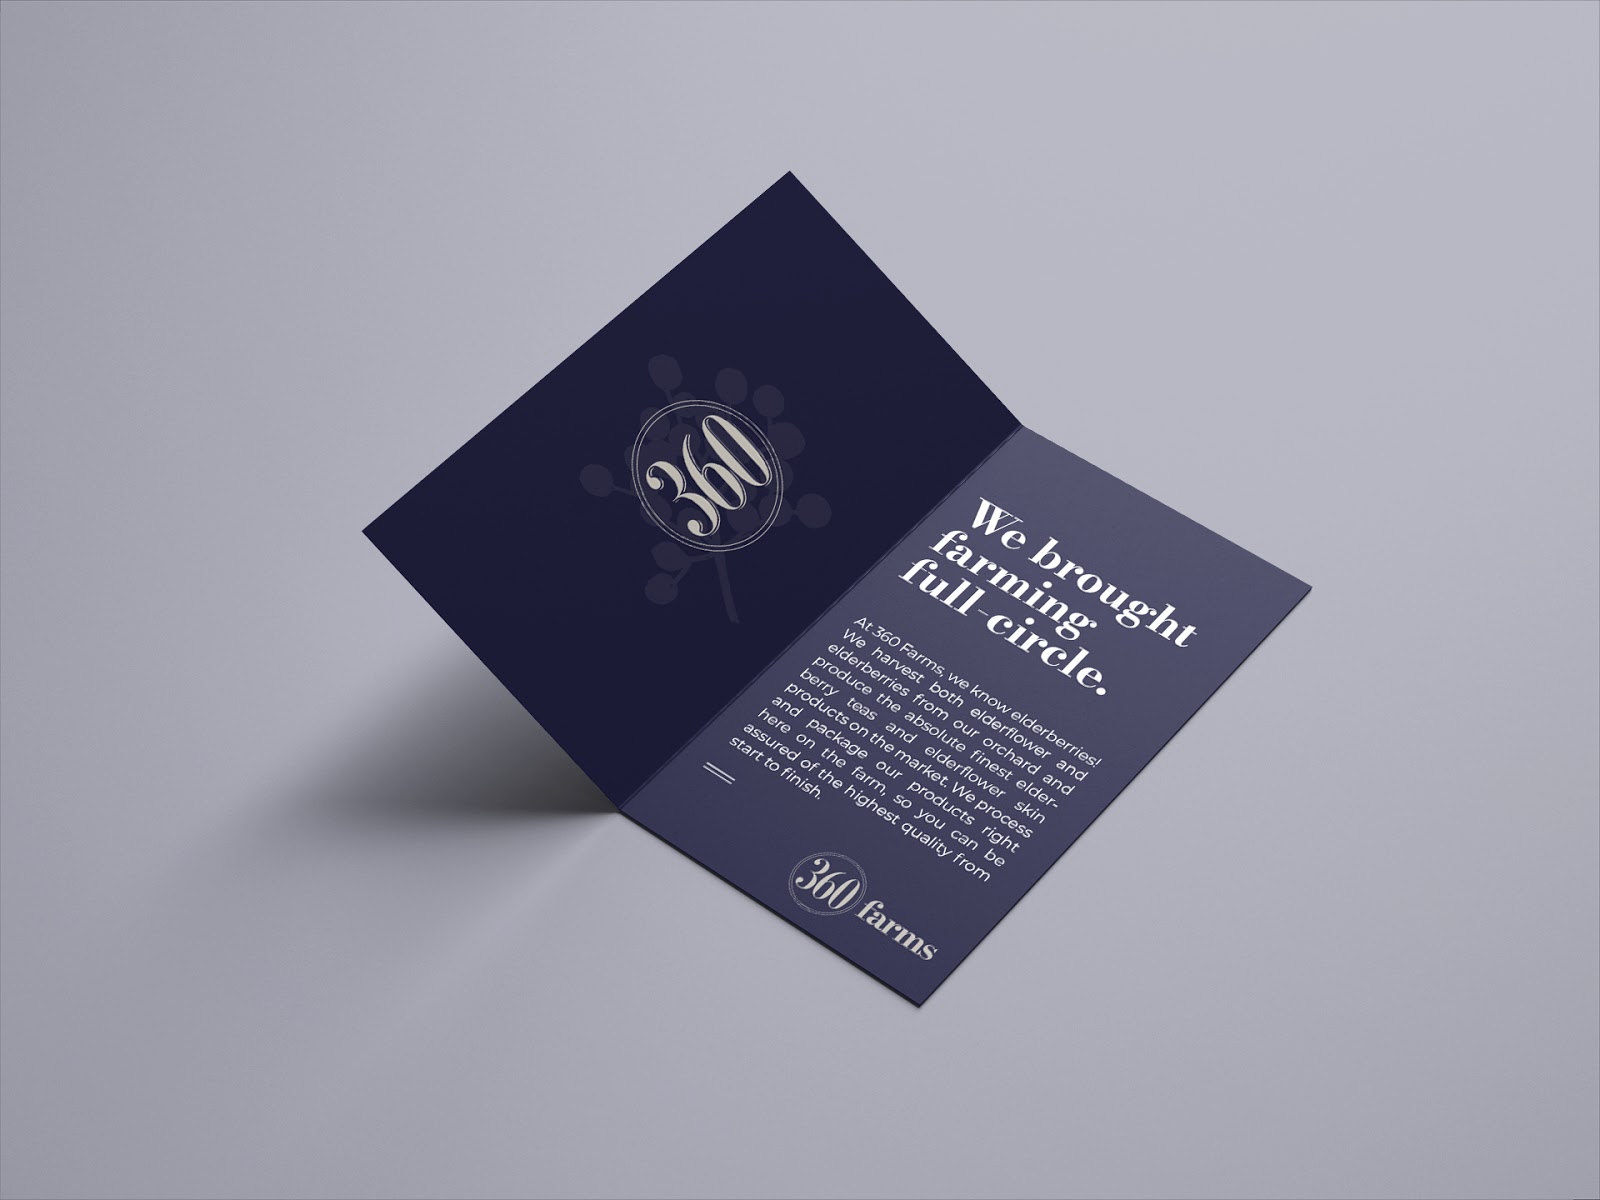 360
We brought
farming
full-circle.
At 360 Farms, we know elderberries!
We harvest both elderflower and
elderberries from our orchard and
produce the absolute finest elder-
berry teas and elderflower skin
products on the market. We process
and package our products right
here on the farm, so you can be
assured of the highest quality from
start to finish.
360 farms